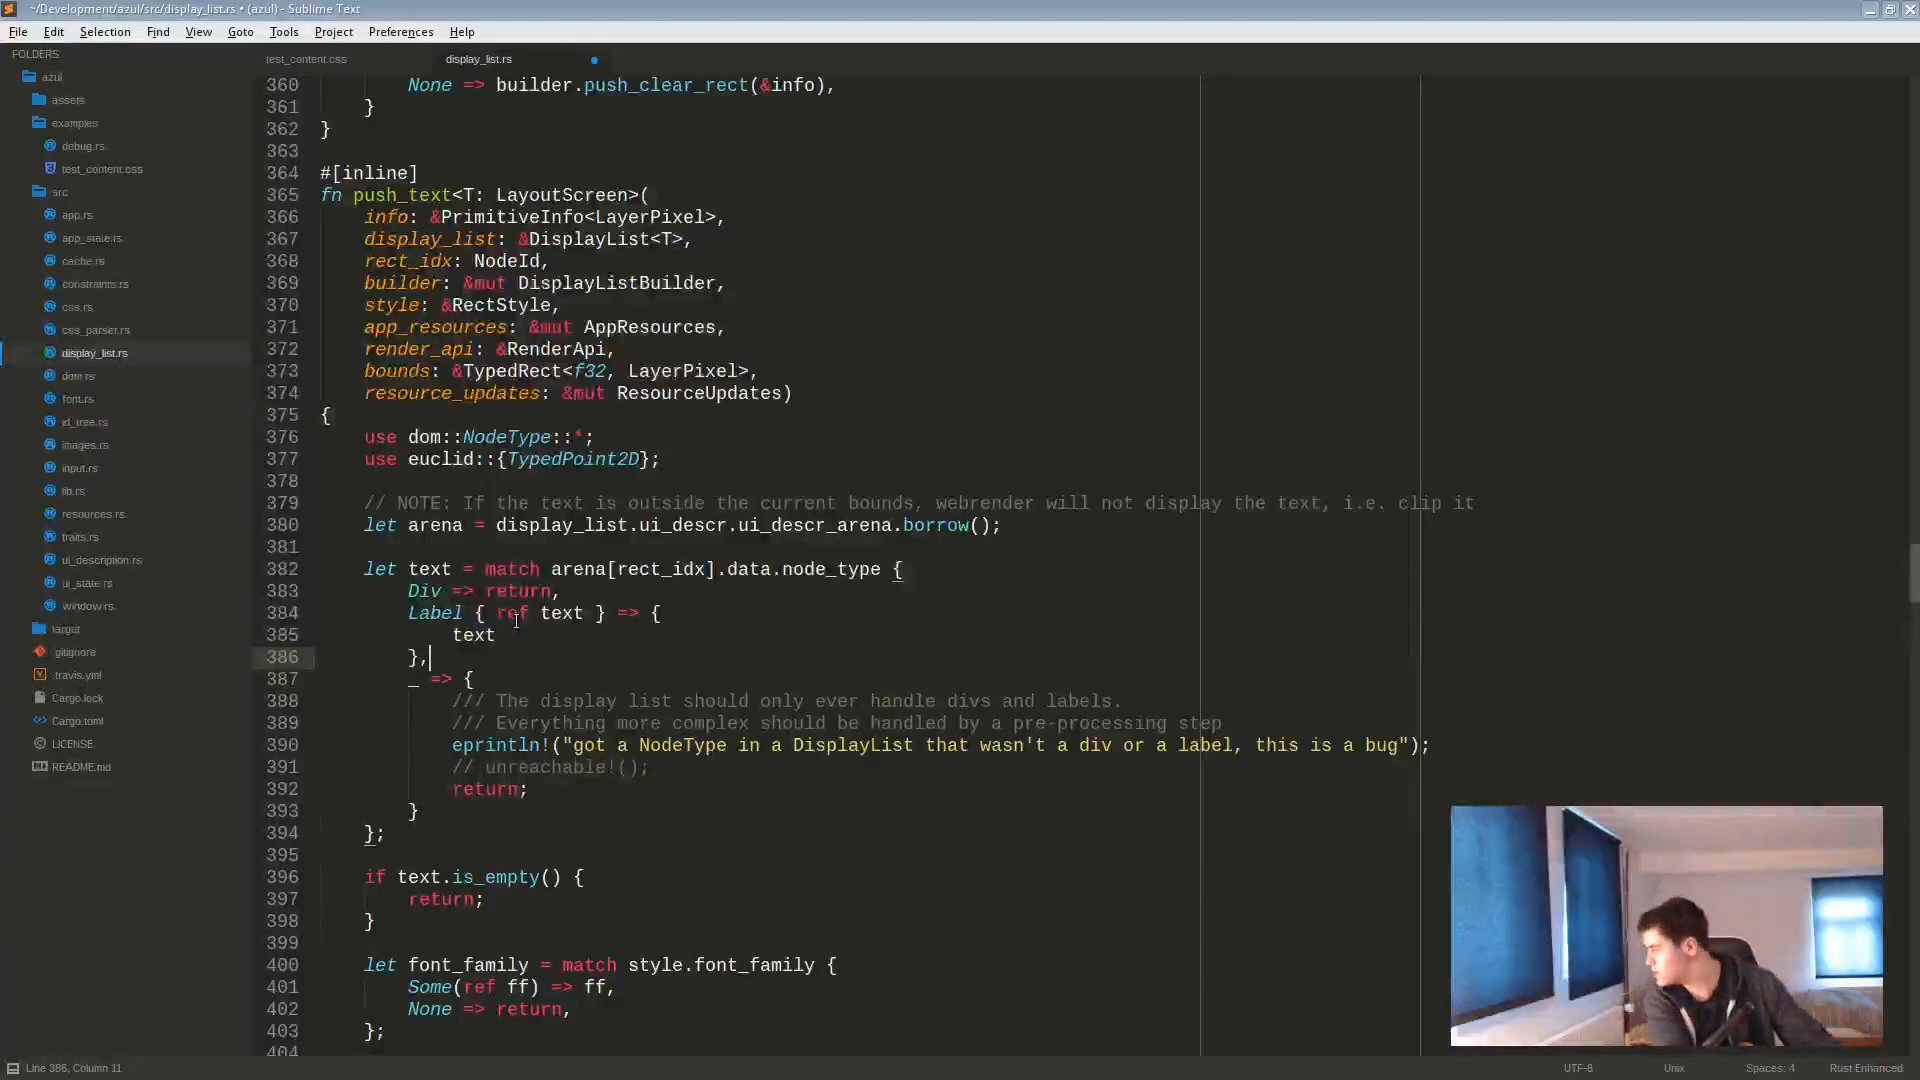 ~/Development/azul/src/display_list.rs • (azul) - Sublime Text
File Edit Selection Find View Goto Tools Project Preferences Help
FOLDERS
azul
assets
examples
debug.rs
test_content.css
src
app.rs
app_state.rs
cache.rs
constraints.rs
css.rs
css_parser.rs
display_list.rs
dom.rs
font.rs
id_tree.rs
images.rs
input.rs
lib.rs
resources.rs
traits.rs
ui_description.rs
ui_state.rs
window.rs
target
.gitignore
.travis.yml
Cargo.lock
Cargo.toml
LICENSE
README.md
test_content.css display_list.rs
360 None => builder.push_clear_rect(&info),
361 }
362 }
363
364 #[inline]
365 fn push_text<T: LayoutScreen>(
366 info: &PrimitiveInfo<LayerPixel>,
367 display_list: &DisplayList<T>,
368 rect_idx: NodeId,
369 builder: &mut DisplayListBuilder,
370 style: &RectStyle,
371 app_resources: &mut AppResources,
372 render_api: &RenderApi,
373 bounds: &TypedRect<f32, LayerPixel>,
374 resource_updates: &mut ResourceUpdates)
375 {
376 use dom::NodeType::*;
377 use euclid::{TypedPoint2D};
378
379 // NOTE: If the text is outside the current bounds, webrender will not display the text, i.e. clip it
380 let arena = display_list.ui_descr.ui_descr_arena.borrow();
381
382 let text = match arena[rect_idx].data.node_type {
383 Div => return,
384 Label { ref text } => {
385 text
386 },
387 _ => {
388 /// The display list should only ever handle divs and labels.
389 /// Everything more complex should be handled by a pre-processing step
390 eprintln!("got a NodeType in a DisplayList that wasn't a div or a label, this is a bug");
391 // unreachable!();
392 return;
393 }
394 };
395
396 if text.is_empty() {
397 return;
398 }
399
400 let font_family = match style.font_family {
401 Some(ref ff) => ff,
402 None => return,
403 };
404
Line 386, Column 11 UTF-8 Unix Spaces: 4 Rust Enhanced